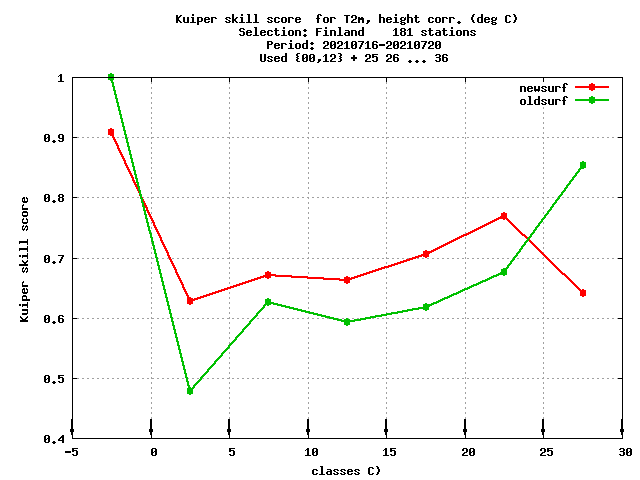 Kuiper skill score for T2m, height corr. (deg C)
Selection: Finland 181 stations
Period: 20210716-20210720
Used {00,12} + 25 26 ... 36
newsurf
oldsurf
1
0.9
0.8
0.7
0.6
0.5
0.4
Kuiper skill score
-5 0 5 10 15 20 25 30
classes C)